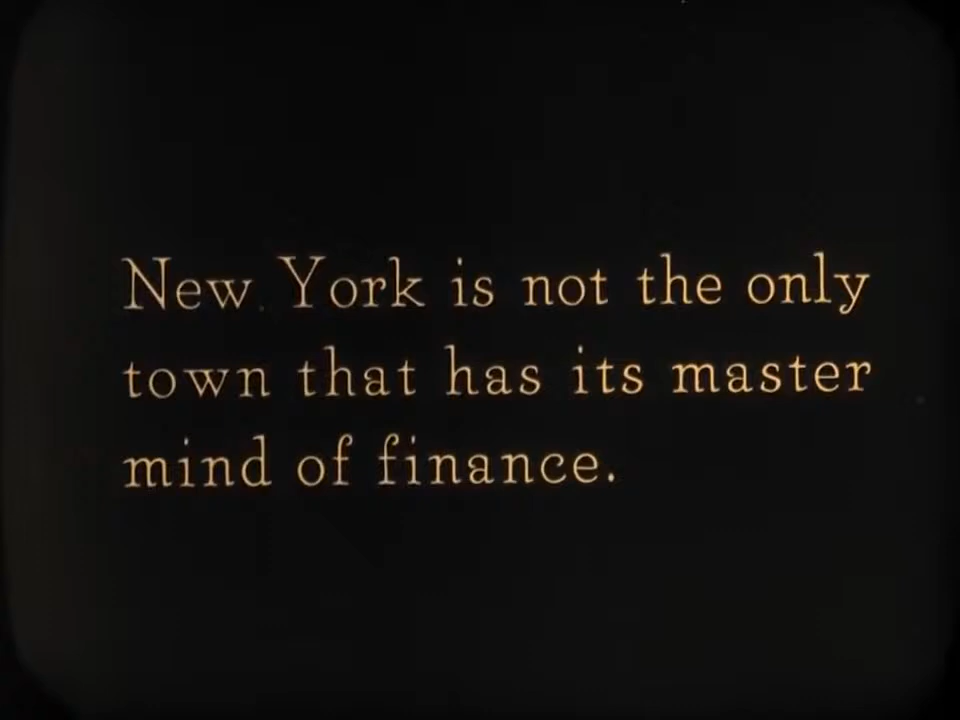 New York is not the only
town that has its master
mind of finance.